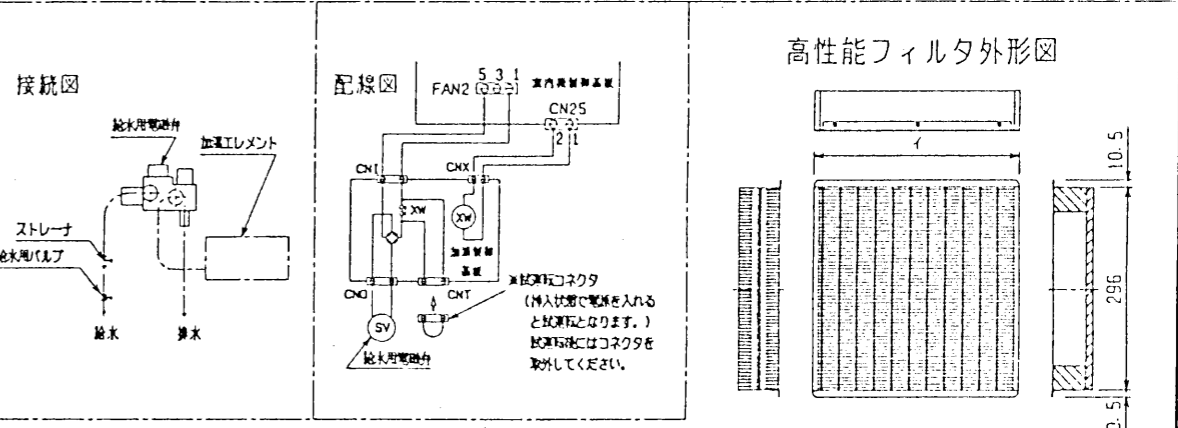 接続図
給水用電磁弁
加湿エレメント
ストレーナ
給水用バルブ
給水
排水
配線図
FAN2
5 3 1
室内機制御基板
CN25
2 1
CNI
CNX
XW
XW
加湿制御
基板
CNO
CNT
SV
給水用電磁弁
※試運転コネクタ
(挿入状態で電源を入れる
と試運転となります。)
試運転後にはコネクタを
取外してください。
高性能フィルタ外形図
イ
10.5
296